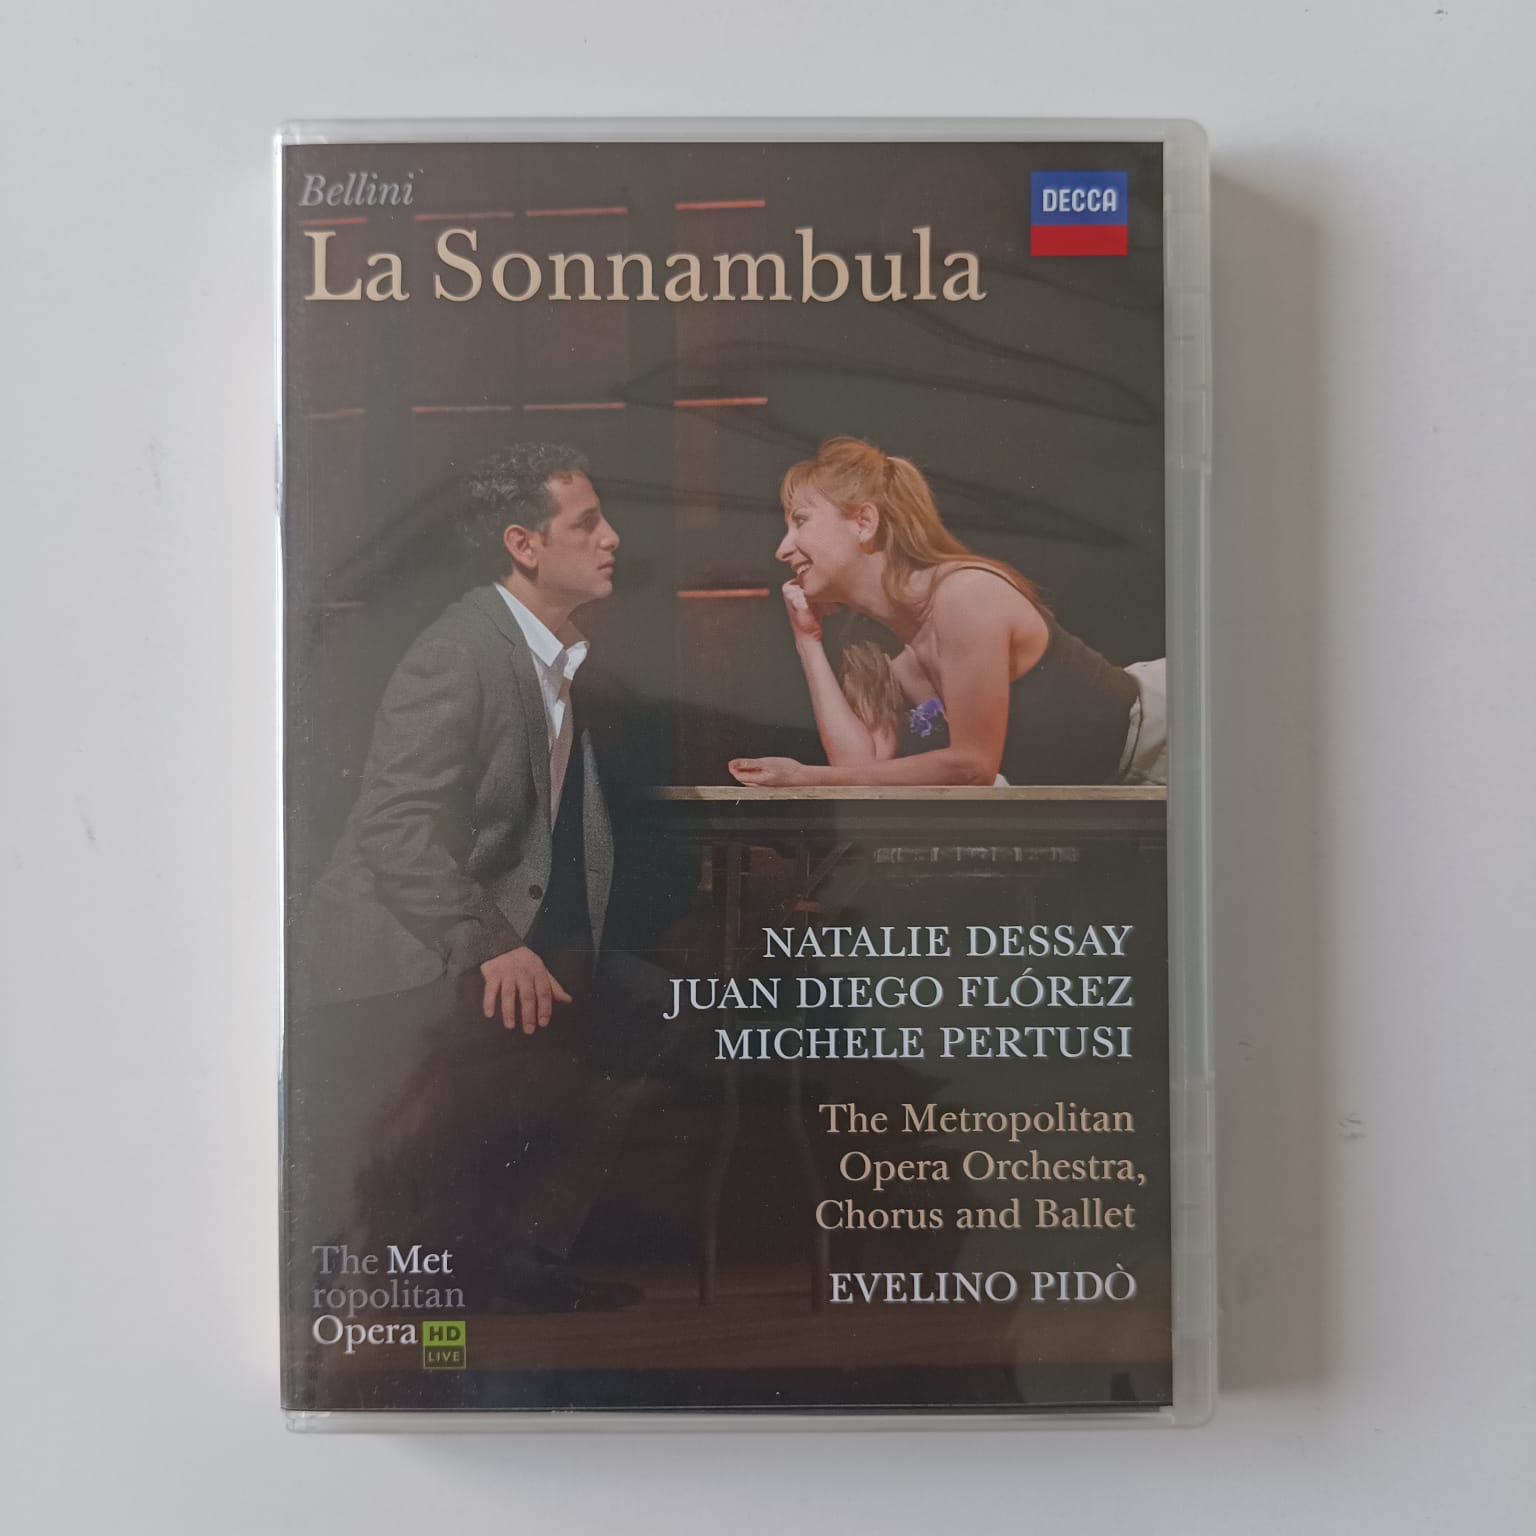 Bellini
DECCA
La Sonnambula
NATALIE DESSAY
JUAN DIEGO FLÓREZ
MICHELE PERTUSI
The Metropolitan
Opera Orchestra,
Chorus and Ballet
EVELINO PIDÒ
The Met
ropolitan
Opera HD
LIVE